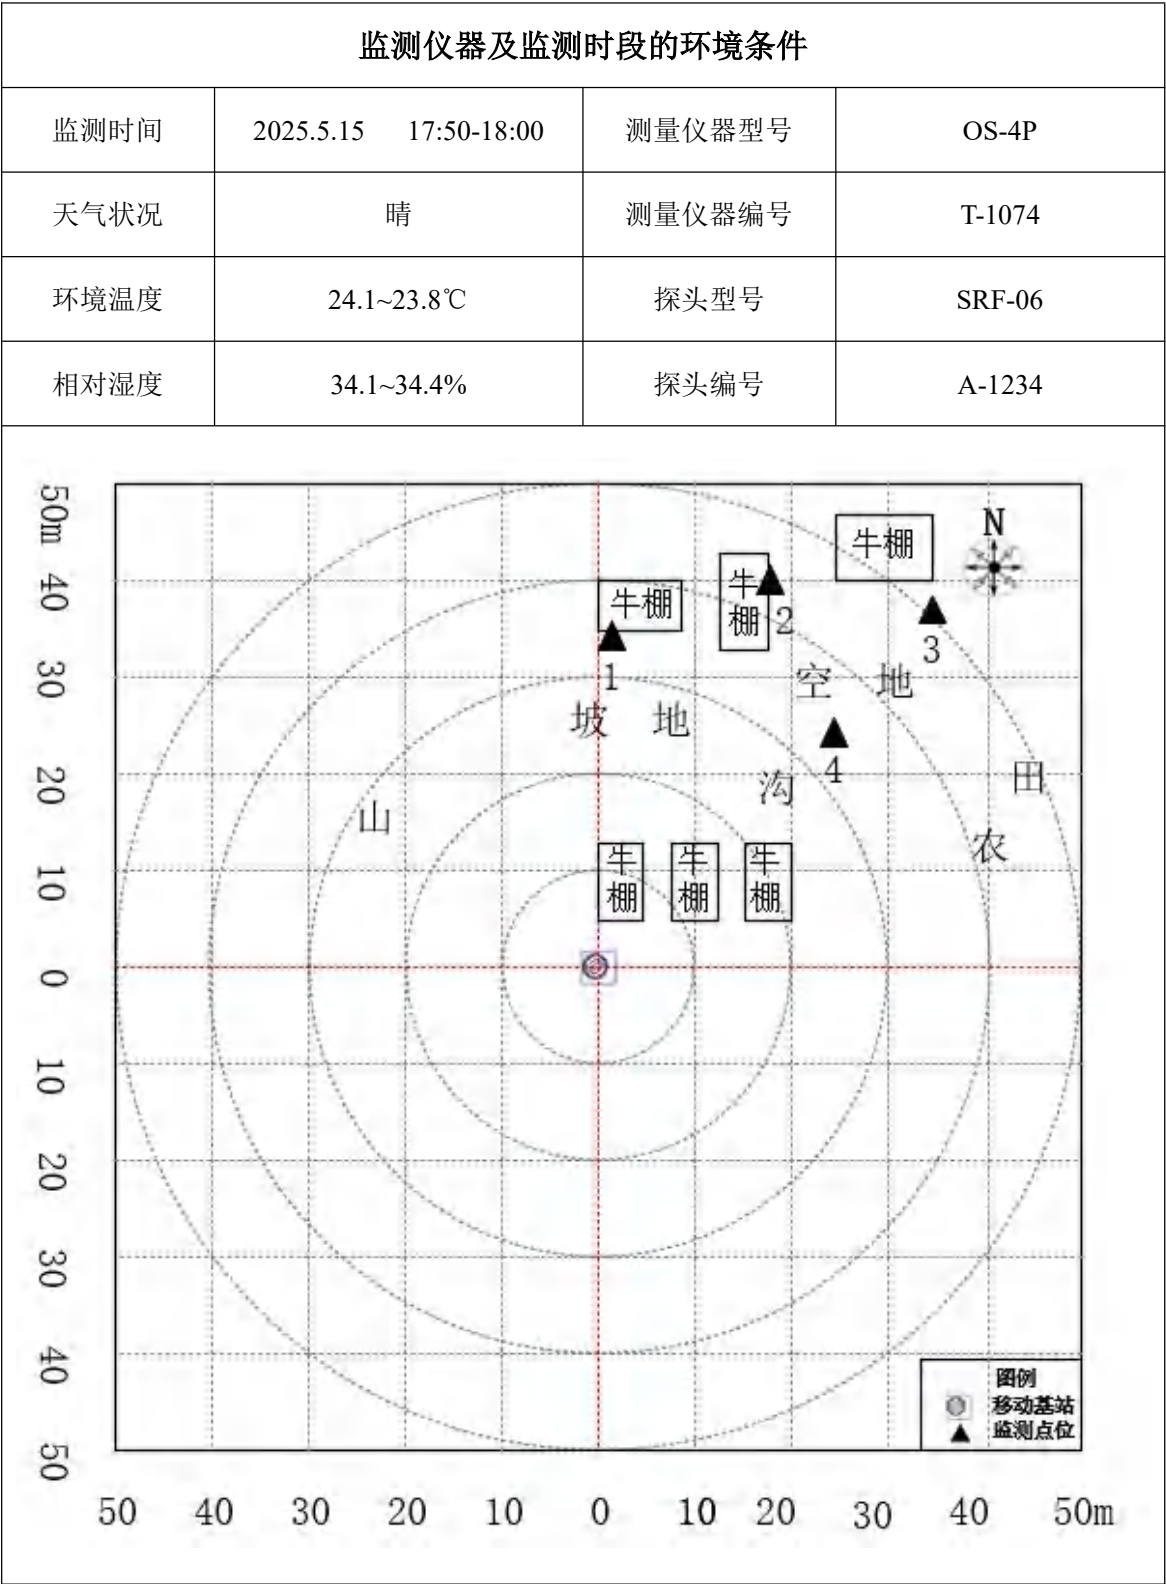 监测仪器及监测时段的环境条件
监测时间 2025.5.15 17:50-18:00 测量仪器型号 OS-4P
天气状况 晴 测量仪器编号 T-1074
环境温度 24.1~23.8℃ 探头型号 SRF-06
相对湿度 34.1~34.4% 探头编号 A-1234
50m
40
30
20
10
0
10
20
30
40
50
N
牛棚
牛棚
牛棚
1
2
3
空 地
坡 地
4
沟
田
农
山
牛棚
牛棚
牛棚
图例
移动基站
监测点位
50 40 30 20 10 0 10 20 30 40 50m